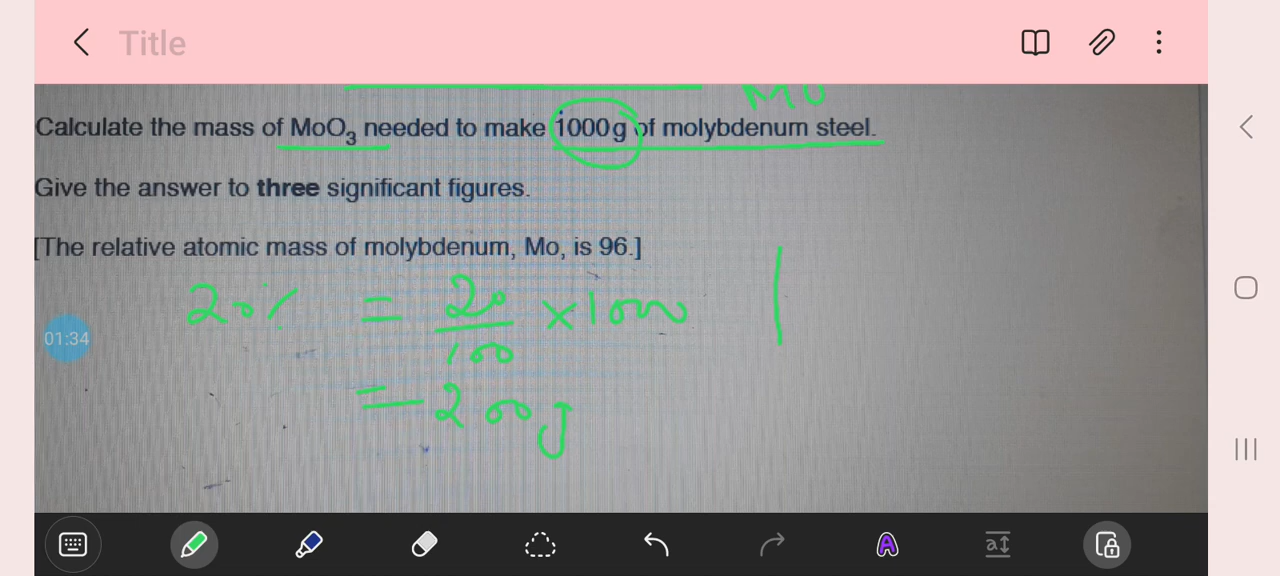 Title
Mo
Calculate the mass of MoO₃ needed to make 1000g of molybdenum steel.
Give the answer to three significant figures.
[The relative atomic mass of molybdenum, Mo, is 96.]
20% = 20/100 × 1000
01:34
= 200g
A